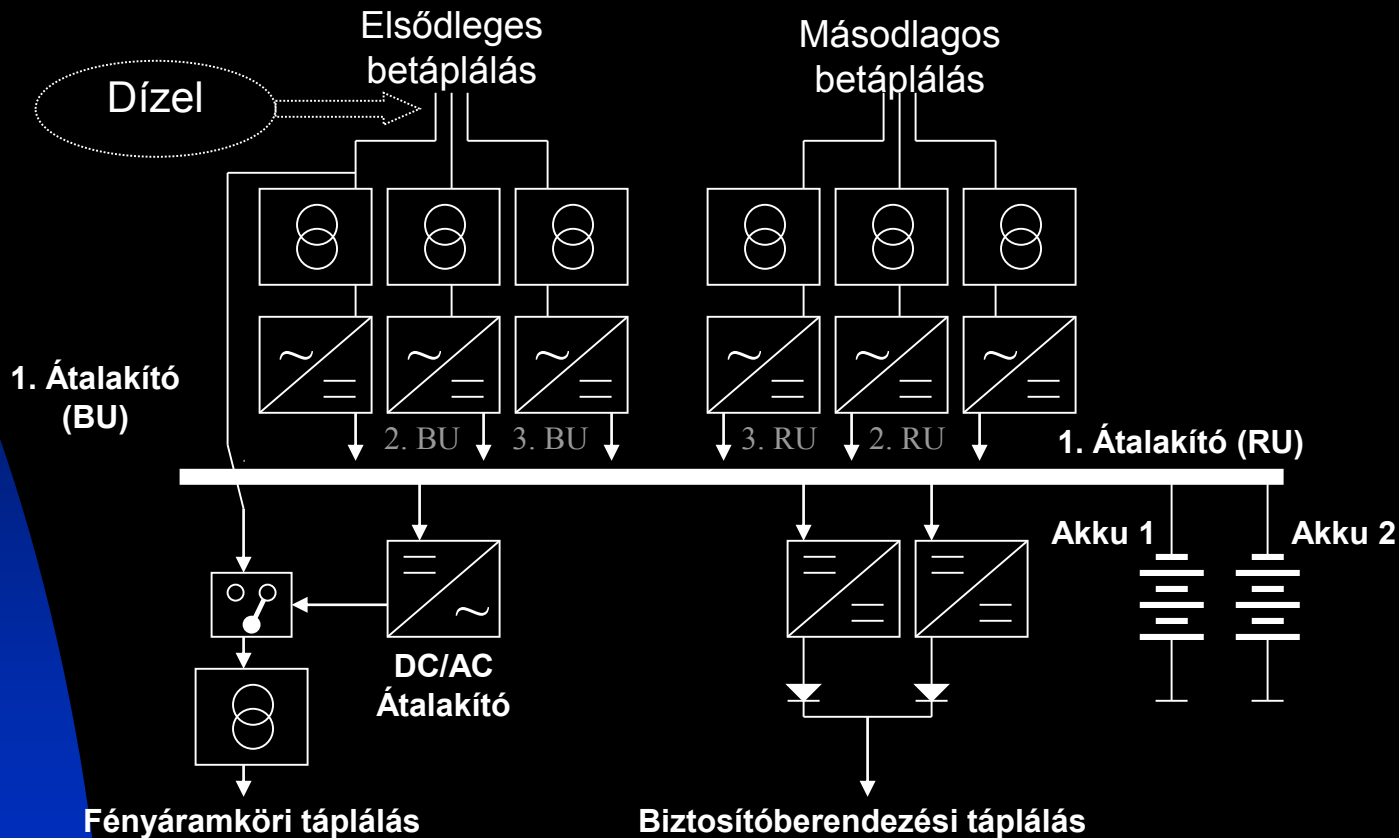 Elsődleges
betáplálás
Másodlagos
betáplálás
Dízel
1. Átalakító
(BU)
2. BU
3. BU
3. RU
2. RU
1. Átalakító (RU)
Akku 1
Akku 2
DC/AC
Átalakító
Fényáramköri táplálás
Biztosítóberendezési táplálás